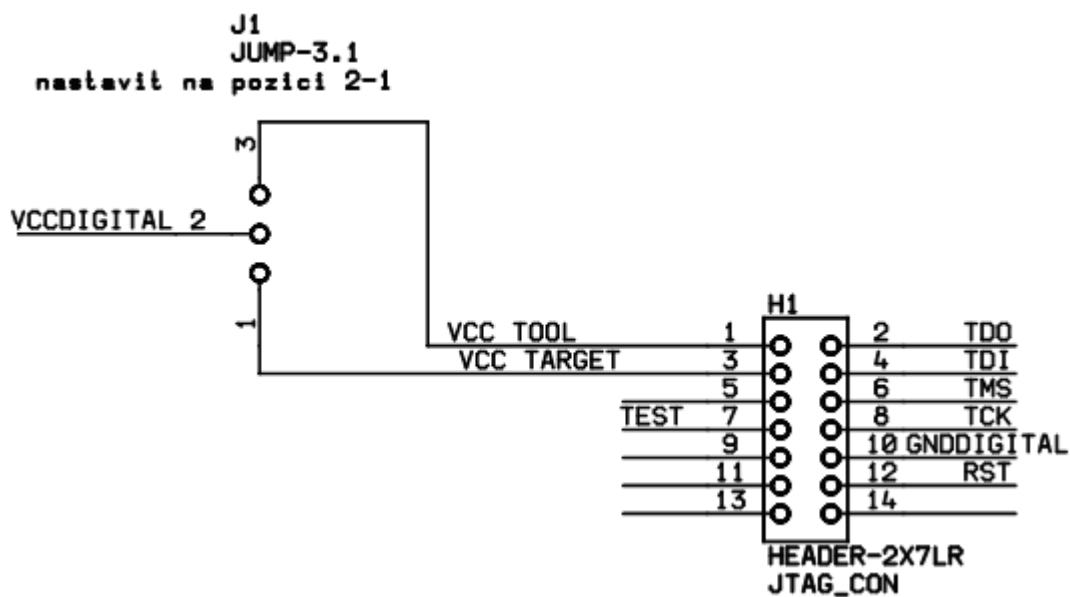 J1
JUMP-3.1
nastavit na pozici 2-1
3
VCCDIGITAL 2
1
H1
VCC TOOL 1 2 TDO
VCC TARGET 3 4 TDI
5 6 TMS
TEST 7 8 TCK
9 10 GNDDIGITAL
11 12 RST
13 14
HEADER-2X7LR
JTAG_CON